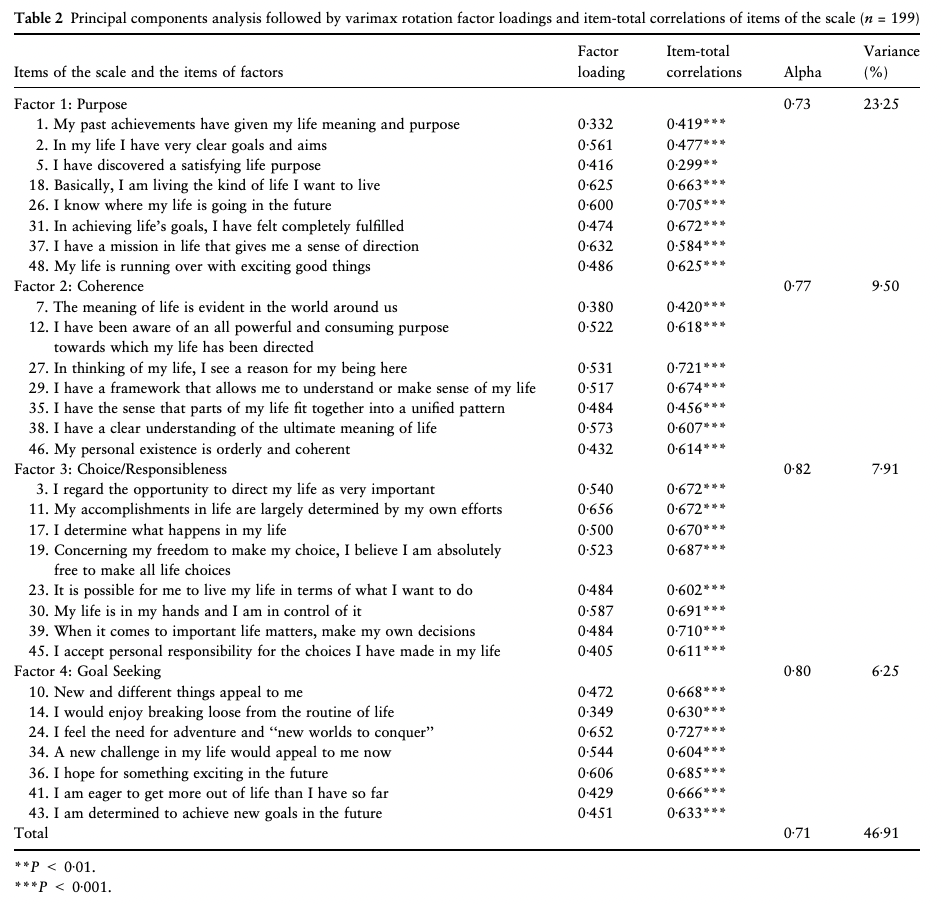 Table 2 Principal components analysis followed by varimax rotation factor loadings and item-total correlations of items of the scale (n = 199)
Factor Item-total Variance
Items of the scale and the items of factors loading correlations Alpha (%)
Factor 1: Purpose 0·73 23·25
1. My past achievements have given my life meaning and purpose 0·332 0·419***
2. In my life I have very clear goals and aims 0·561 0·477***
5. I have discovered a satisfying life purpose 0·416 0·299**
18. Basically, I am living the kind of life I want to live 0·625 0·663***
26. I know where my life is going in the future 0·600 0·705***
31. In achieving life's goals, I have felt completely fulfilled 0·474 0·672***
37. I have a mission in life that gives me a sense of direction 0·632 0·584***
48. My life is running over with exciting good things 0·486 0·625***
Factor 2: Coherence 0·77 9·50
7. The meaning of life is evident in the world around us 0·380 0·420***
12. I have been aware of an all powerful and consuming purpose 0·522 0·618***
towards which my life has been directed
27. In thinking of my life, I see a reason for my being here 0·531 0·721***
29. I have a framework that allows me to understand or make sense of my life 0·517 0·674***
35. I have the sense that parts of my life fit together into a unified pattern 0·484 0·456***
38. I have a clear understanding of the ultimate meaning of life 0·573 0·607***
46. My personal existence is orderly and coherent 0·432 0·614***
Factor 3: Choice/Responsibleness 0·82 7·91
3. I regard the opportunity to direct my life as very important 0·540 0·672***
11. My accomplishments in life are largely determined by my own efforts 0·656 0·672***
17. I determine what happens in my life 0·500 0·670***
19. Concerning my freedom to make my choice, I believe I am absolutely 0·523 0·687***
free to make all life choices
23. It is possible for me to live my life in terms of what I want to do 0·484 0·602***
30. My life is in my hands and I am in control of it 0·587 0·691***
39. When it comes to important life matters, make my own decisions 0·484 0·710***
45. I accept personal responsibility for the choices I have made in my life 0·405 0·611***
Factor 4: Goal Seeking 0·80 6·25
10. New and different things appeal to me 0·472 0·668***
14. I would enjoy breaking loose from the routine of life 0·349 0·630***
24. I feel the need for adventure and "new worlds to conquer" 0·652 0·727***
34. A new challenge in my life would appeal to me now 0·544 0·604***
36. I hope for something exciting in the future 0·606 0·685***
41. I am eager to get more out of life than I have so far 0·429 0·666***
43. I am determined to achieve new goals in the future 0·451 0·633***
Total 0·71 46·91
**P < 0·01.
***P < 0·001.